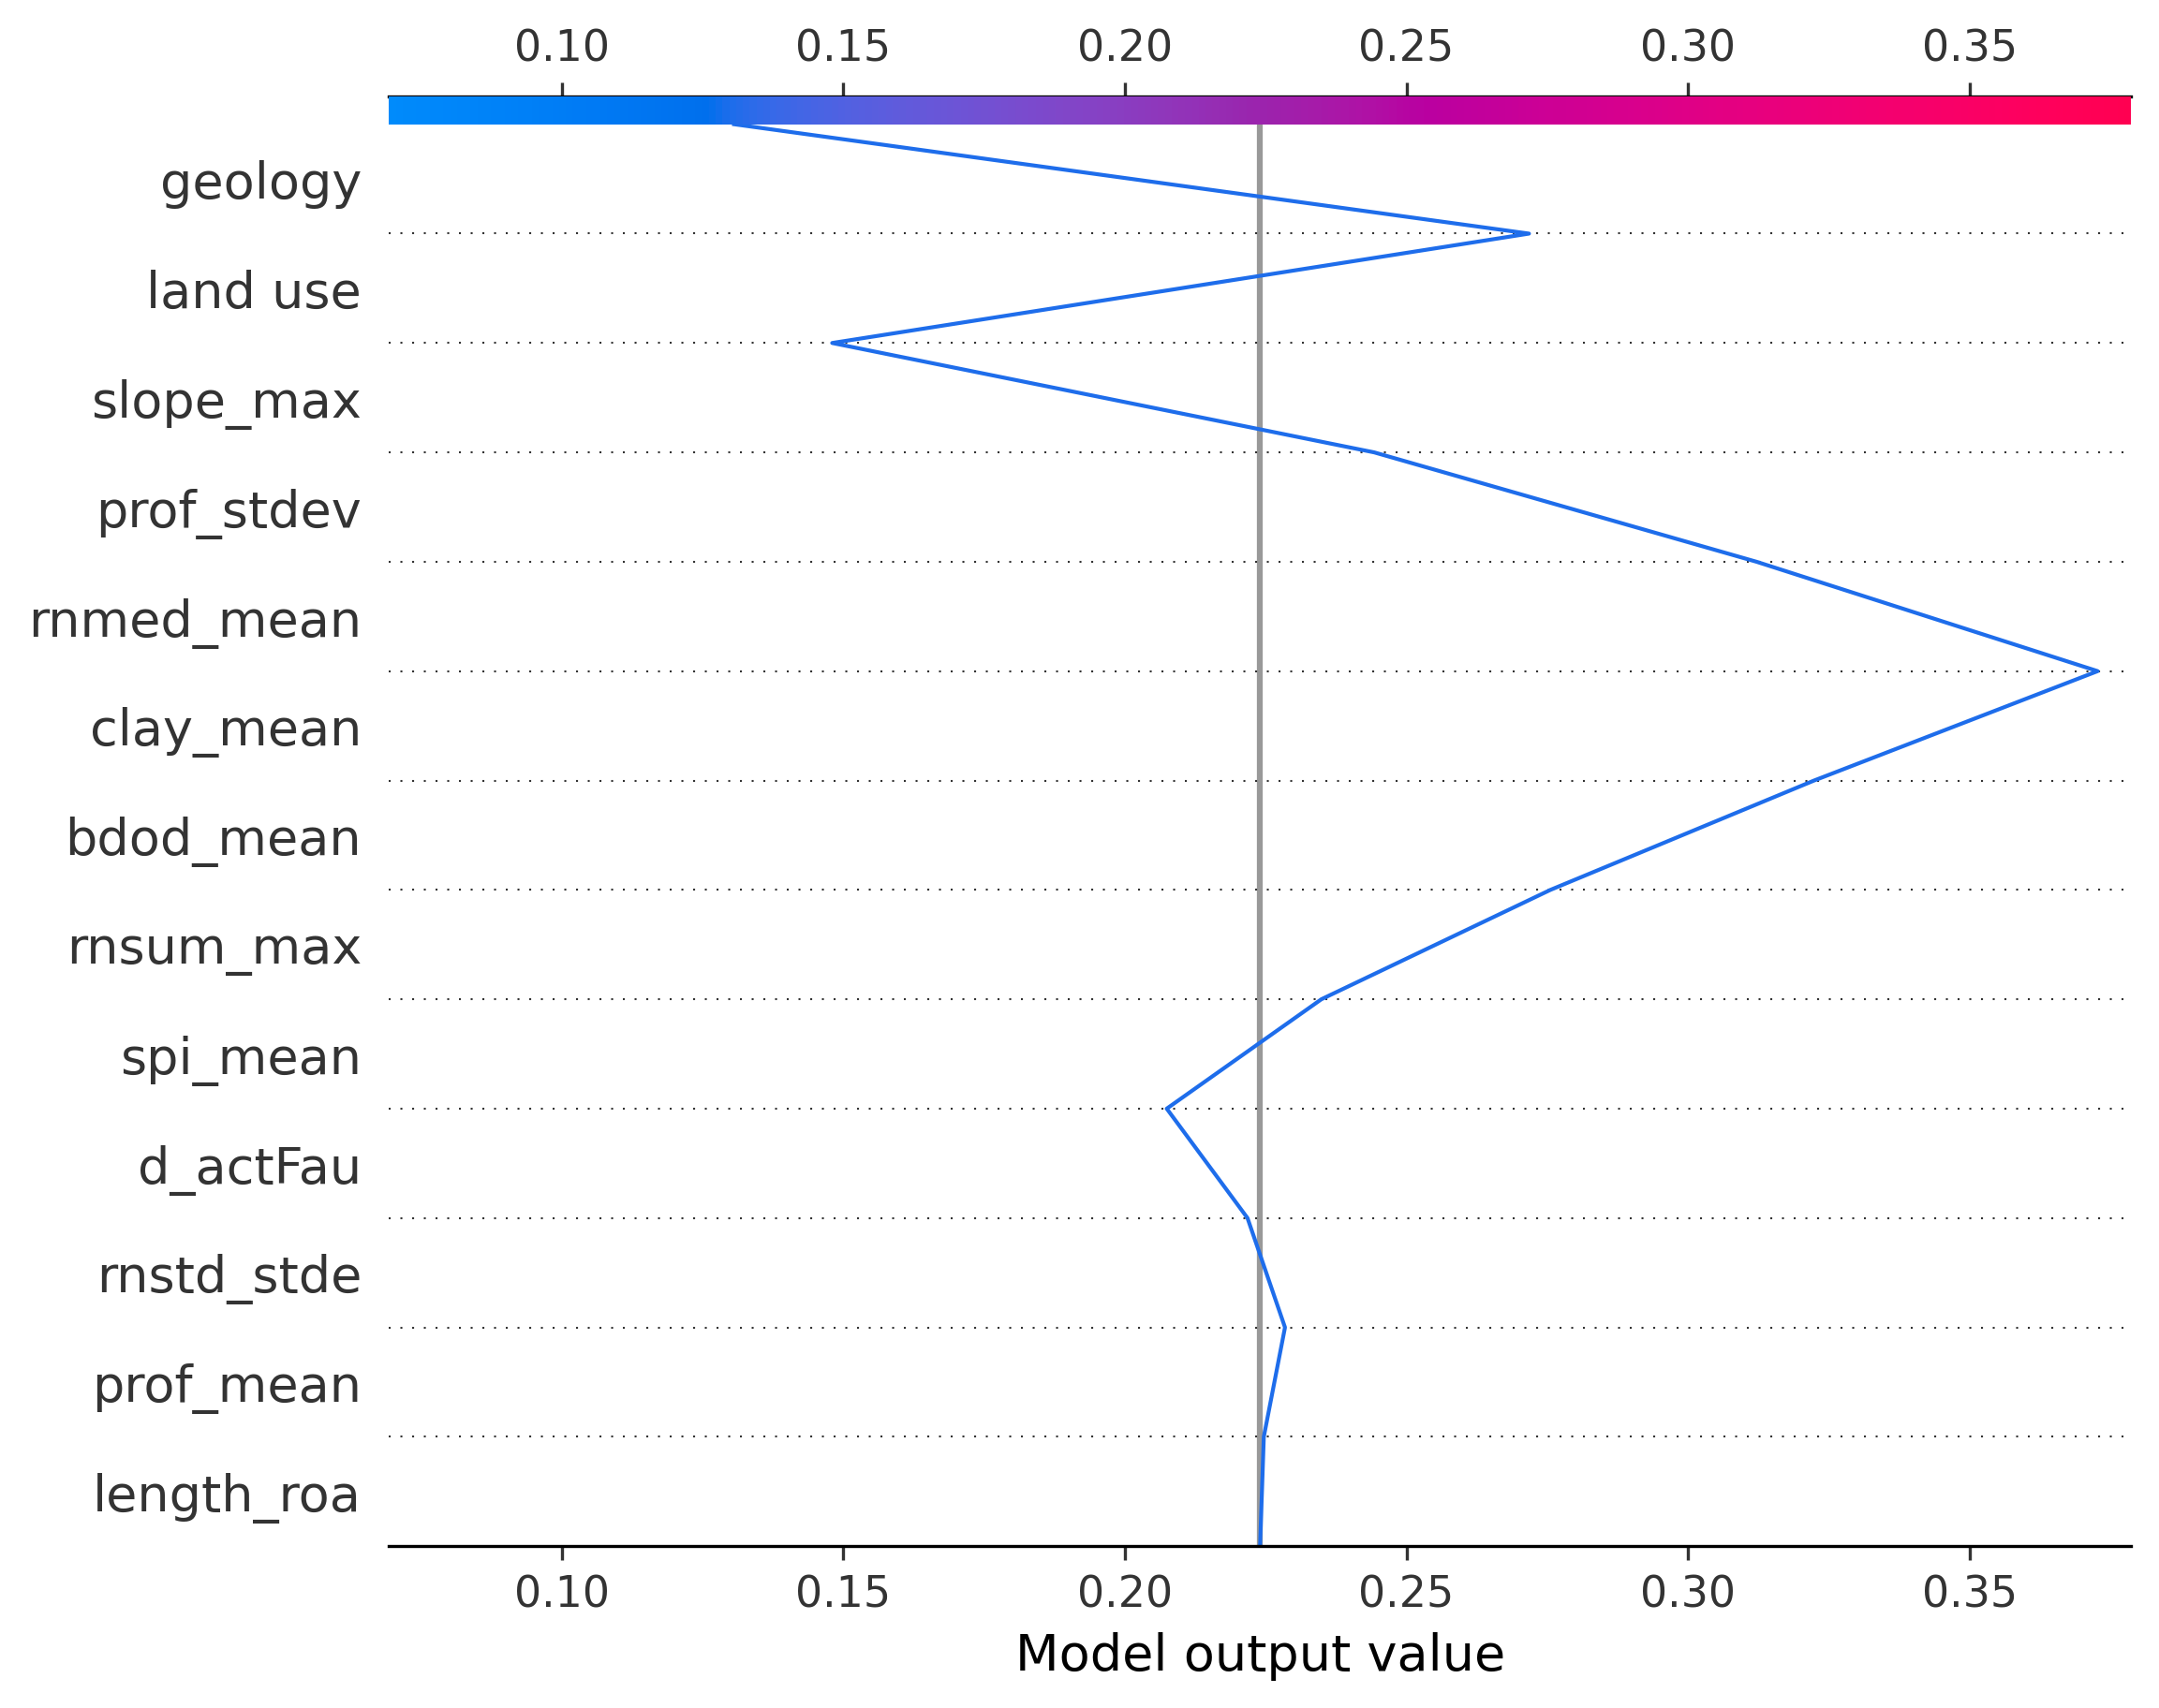 0.10 0.15 0.20 0.25 0.30 0.35
geology
land use
slope_max
prof_stdev
rnmed_mean
clay_mean
bdod_mean
rnsum_max
spi_mean
d_actFau
rnstd_stde
prof_mean
length_roa
0.10 0.15 0.20 0.25 0.30 0.35
Model output value